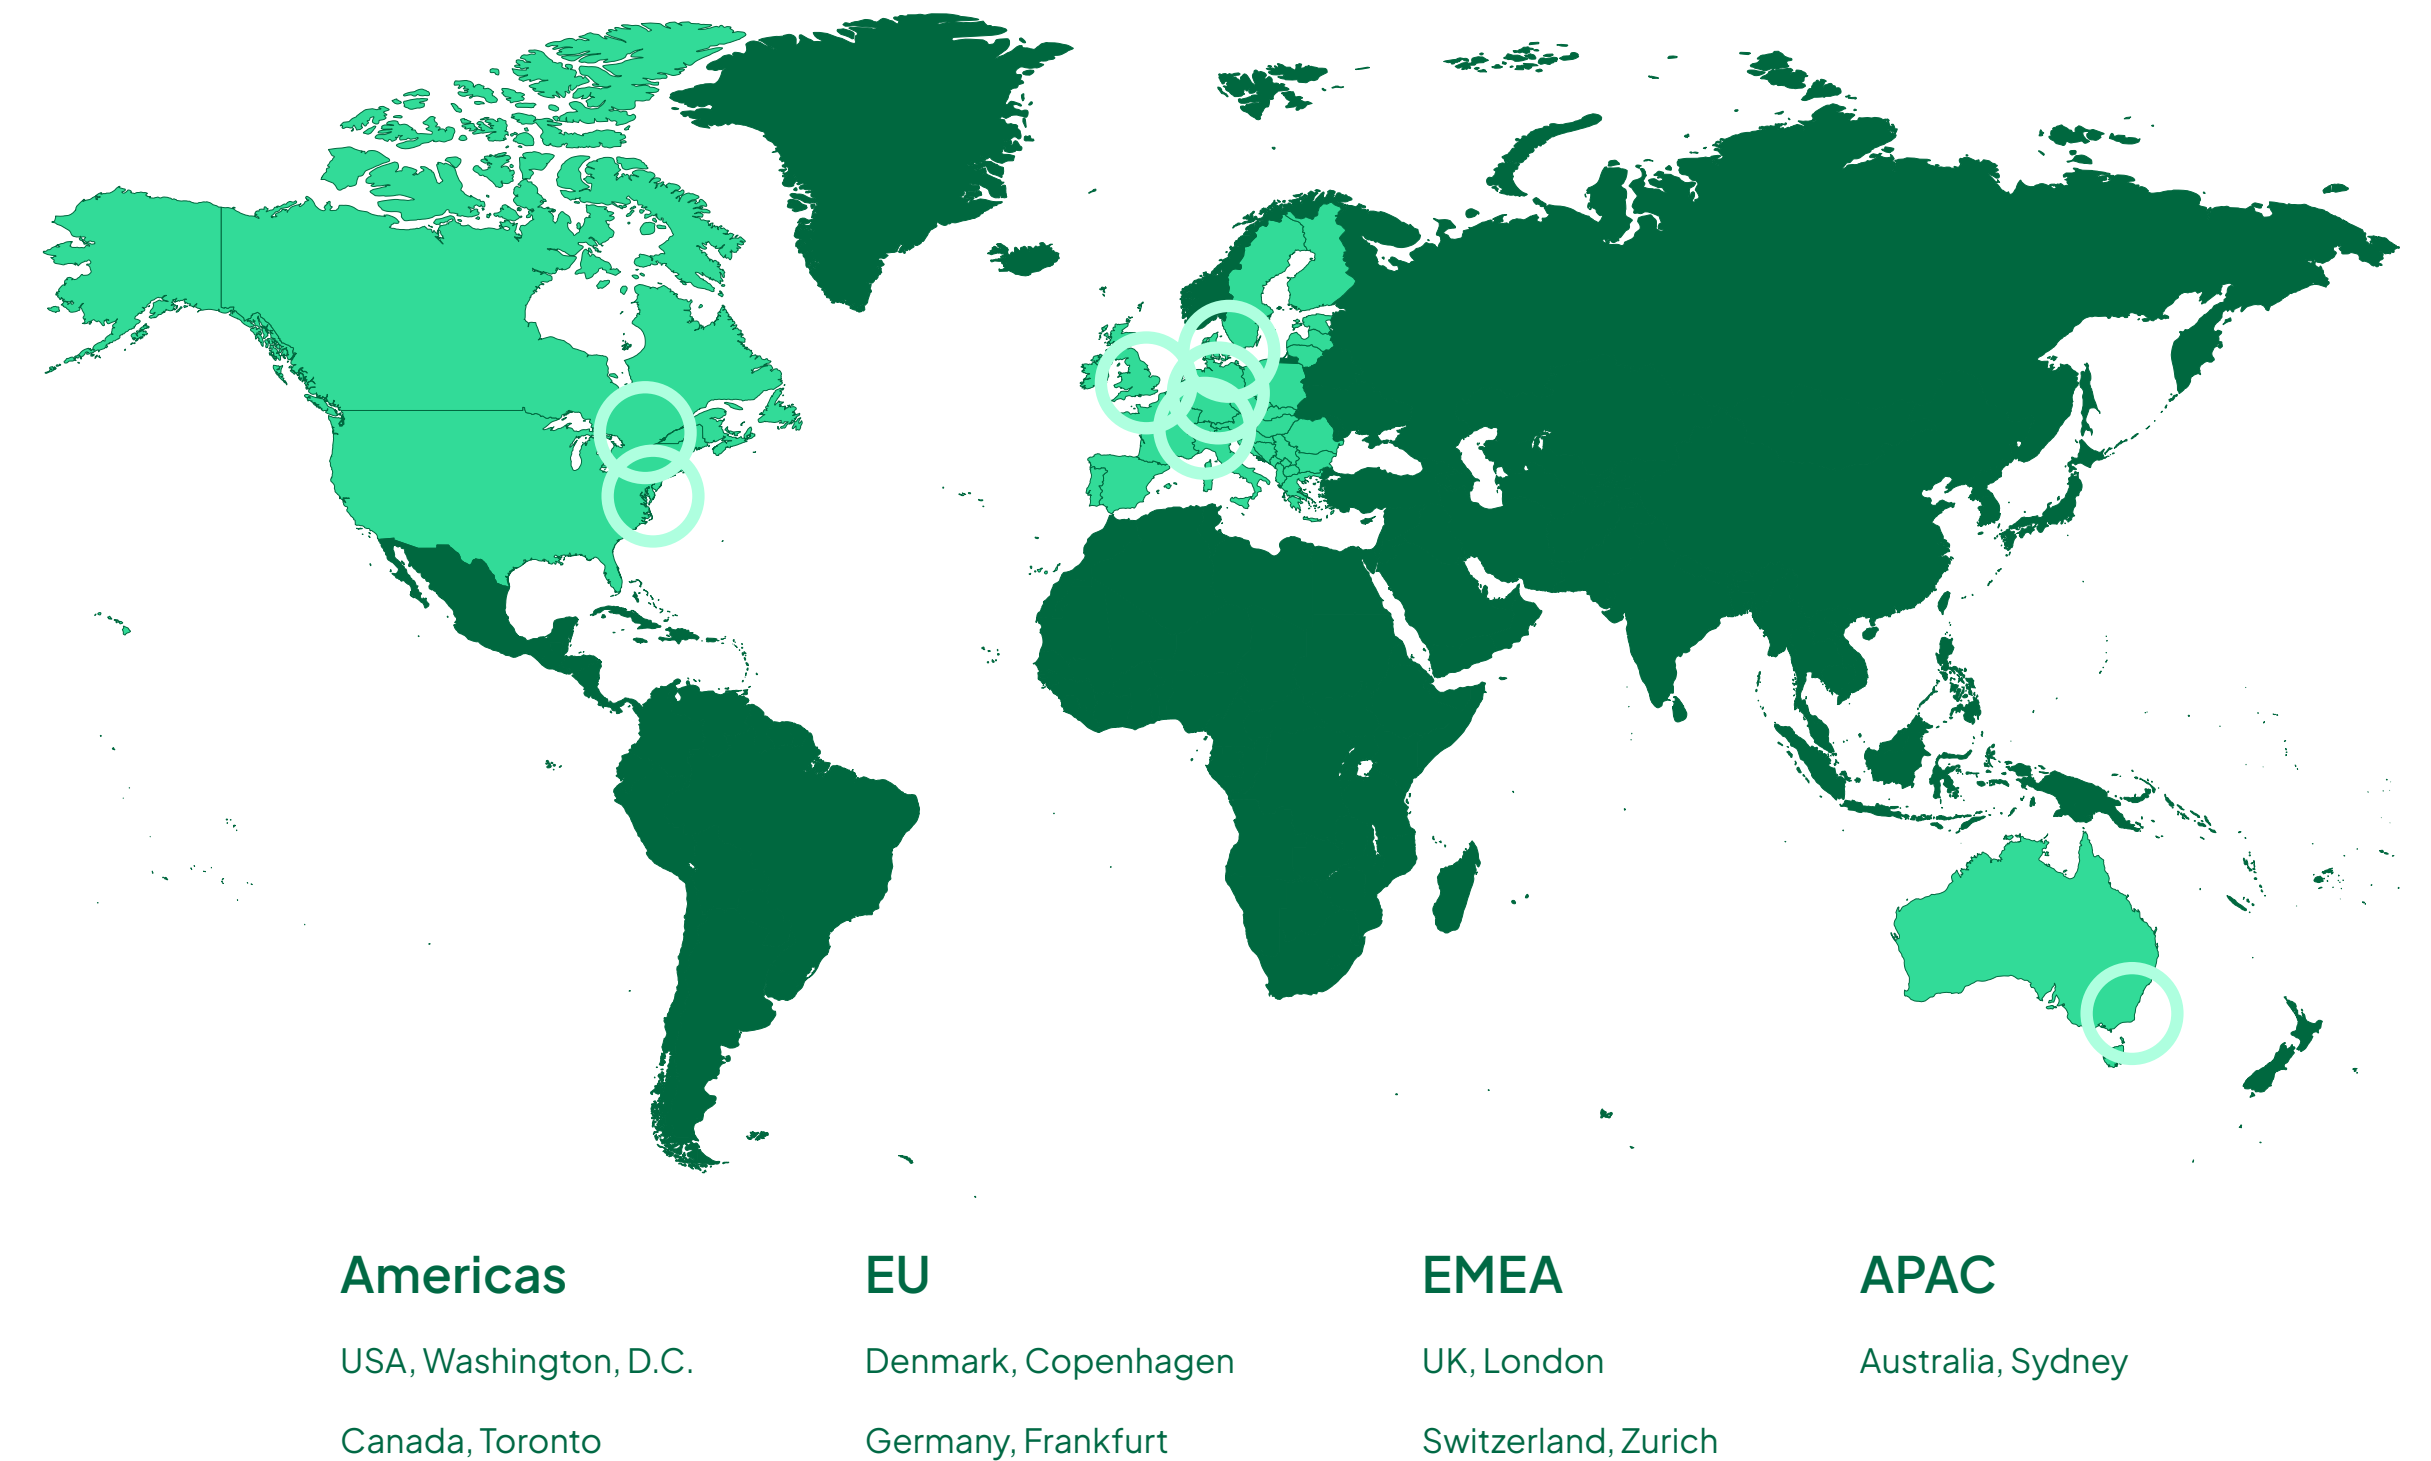 Americas
USA, Washington, D.C.
Canada, Toronto
EU
Denmark, Copenhagen
Germany, Frankfurt
EMEA
UK, London
Switzerland, Zurich
APAC
Australia, Sydney